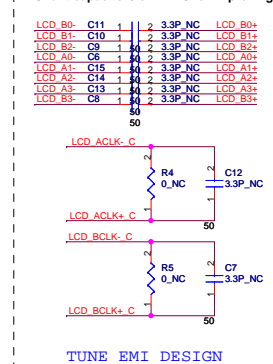 LCD_B0- C11 1 2 3.3P_NC LCD_B0+
LCD_B1- C10 1 2 3.3P_NC LCD_B1+
LCD_B2- C9 1 50 2 3.3P_NC LCD_B2+
LCD_A0- C6 1 50 2 3.3P_NC LCD_A0+
LCD_A1- C15 1 50 2 3.3P_NC LCD_A1+
LCD_A2- C14 1 50 2 3.3P_NC LCD_A2+
LCD_A3- C13 1 50 2 3.3P_NC LCD_A3+
LCD_B3- C8 1 50 2 3.3P_NC LCD_B3+
50
50
LCD_ACLK-_C
2 2
R4 C12
0_NC 3.3P_NC
1 1
LCD_ACLK+_C
50
LCD_BCLK-_C
2 2
R5 C7
0_NC 3.3P_NC
1 1
LCD_BCLK+_C
50
TUNE EMI DESIGN